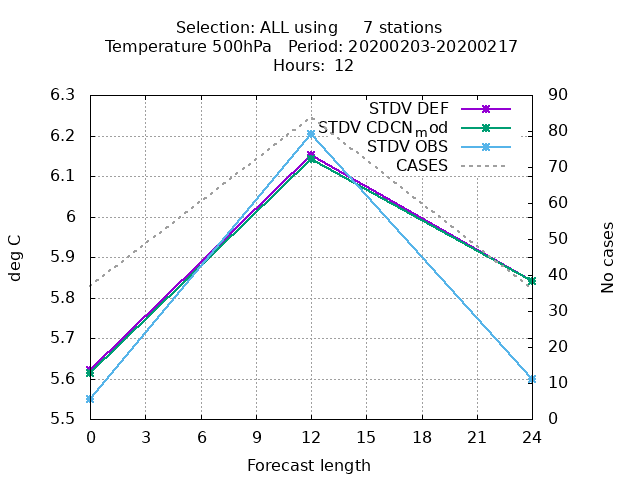 Selection: ALL using     7 stations
Temperature 500hPa   Period: 20200203-20200217
Hours: 12
6.3
6.2
6.1
6
5.9
5.8
5.7
5.6
5.5
deg C
STDV DEF
STDV CDCN_mod
STDV OBS
CASES
90
80
70
60
50
40
30
20
10
0
No cases
0 3 6 9 12 15 18 21 24
Forecast length